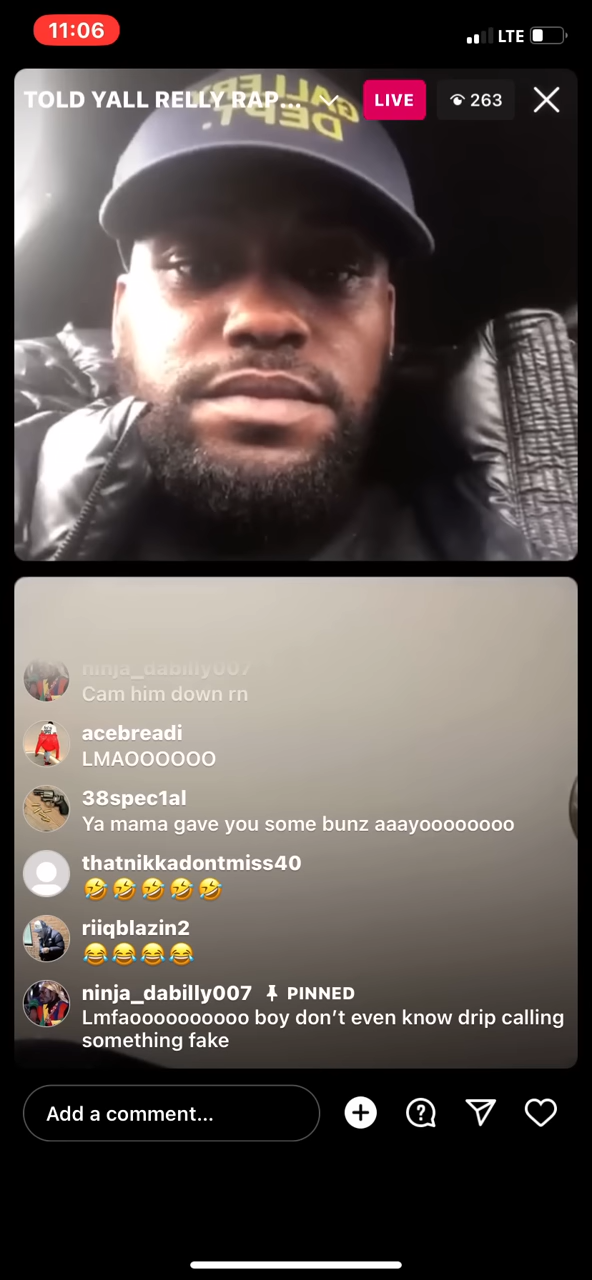 11:06
LTE
TOLD YALL RELLY RAP...
LIVE
263
GALLERY
DEPT.
ninja_dabilly007
Cam him down rn
acebreadi
LMAOOOOOO
38spec1al
Ya mama gave you some bunz aaayoooooooo
thatnikkadontmiss40
🤣🤣🤣🤣🤣
riiqblazin2
😂😂😂😂
ninja_dabilly007 PINNED
Lmfaoooooooooo boy don’t even know drip calling
something fake
Add a comment...